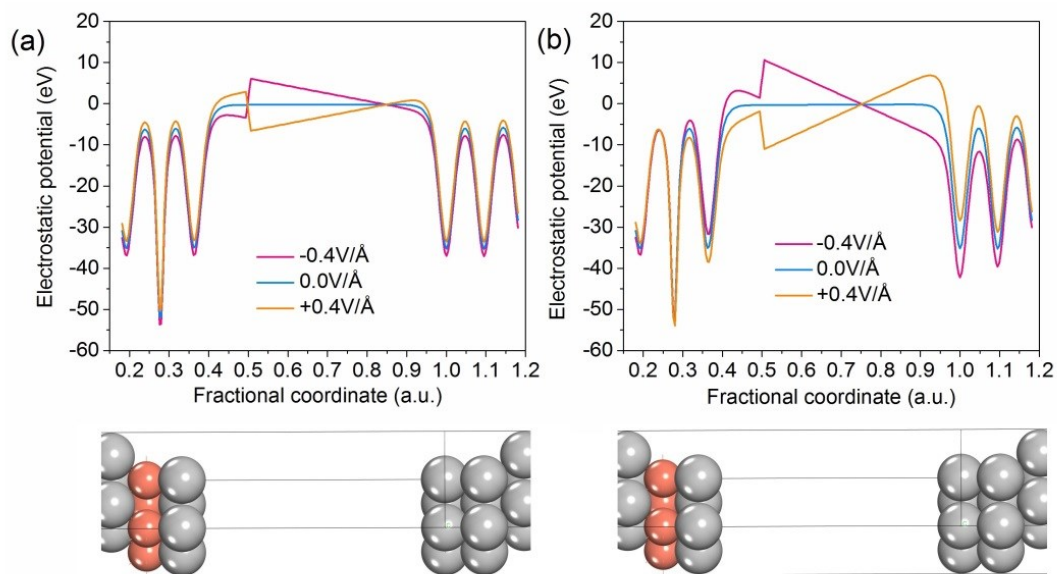 (a)
Electrostatic potential (eV)
20
10
0
-10
-20
-30
-40
-50
-60
-0.4V/Å
0.0V/Å
+0.4V/Å
0.2 0.3 0.4 0.5 0.6 0.7 0.8 0.9 1.0 1.1 1.2
Fractional coordinate (a.u.)
(b)
Electrostatic potential (eV)
20
10
0
-10
-20
-30
-40
-50
-60
-0.4V/Å
0.0V/Å
+0.4V/Å
0.2 0.3 0.4 0.5 0.6 0.7 0.8 0.9 1.0 1.1 1.2
Fractional coordinate (a.u.)